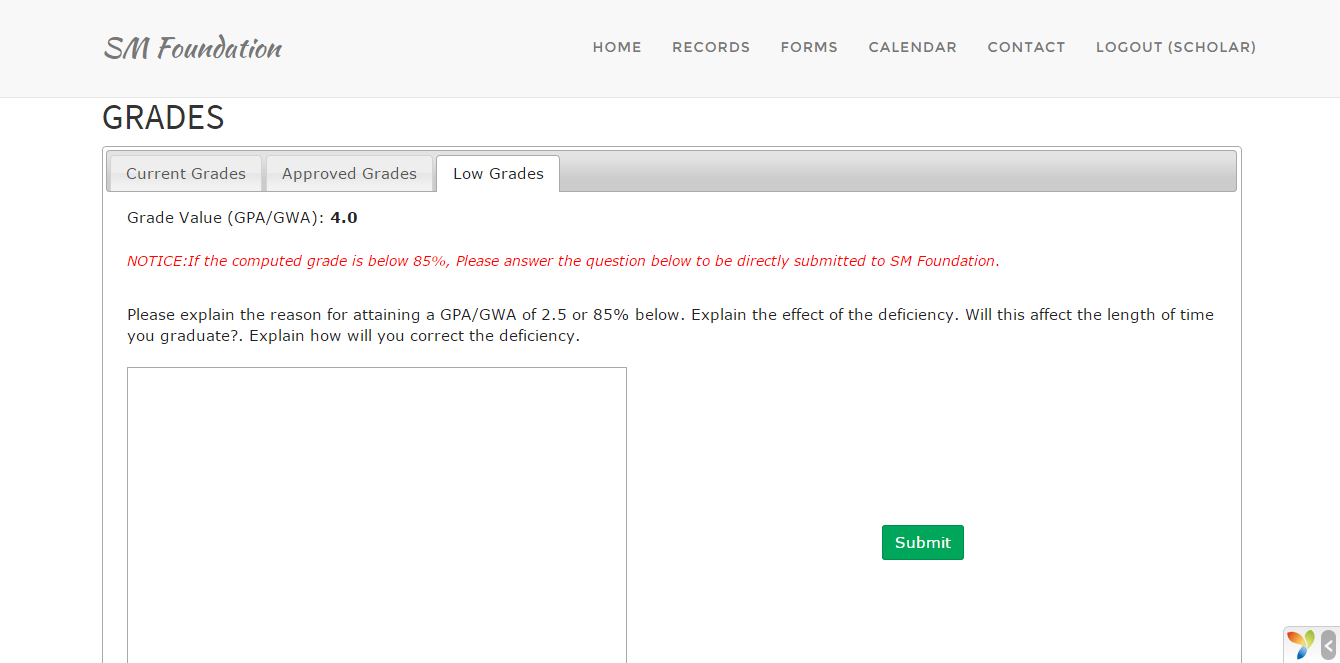 SM Foundation
HOME RECORDS FORMS CALENDAR CONTACT LOGOUT (SCHOLAR)
GRADES
Current Grades Approved Grades Low Grades
Grade Value (GPA/GWA): 4.0
NOTICE:If the computed grade is below 85%, Please answer the question below to be directly submitted to SM Foundation.
Please explain the reason for attaining a GPA/GWA of 2.5 or 85% below. Explain the effect of the deficiency. Will this affect the length of time
you graduate?. Explain how will you correct the deficiency.
Submit